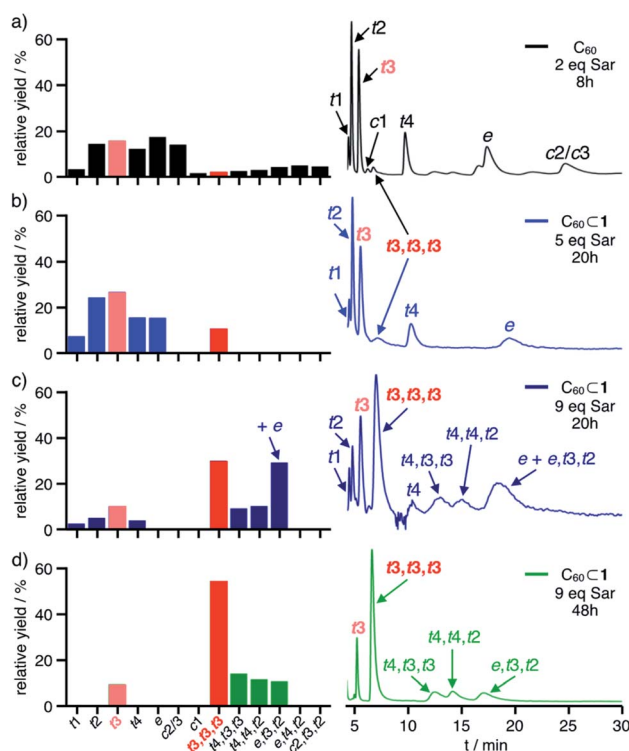 a)
relative yield / %
60
40
20
0
t1
t2
t3
c1
t4
e
c2/c3
C60
2 eq Sar
8h
b)
relative yield / %
60
40
20
0
t2
t1
t3
t3,t3,t3
t4
e
C60⊂1
5 eq Sar
20h
c)
relative yield / %
60
40
20
0
+ e
t2
t1
t3
t3,t3,t3
t4
t4,t3,t3
t4,t4,t2
e + e,t3,t2
C60⊂1
9 eq Sar
20h
d)
relative yield / %
60
40
20
0
t1
t2
t3
t4
e
c2/3
c1
t3,t3,t3
t4,t3,t3
t4,t4,t2
e,t3,t2
e,t4,t2
c2,t3,t2
t3
t3,t3,t3
t4,t3,t3
t4,t4,t2
e,t3,t2
C60⊂1
9 eq Sar
48h
5 10 15 20 25 30
t / min